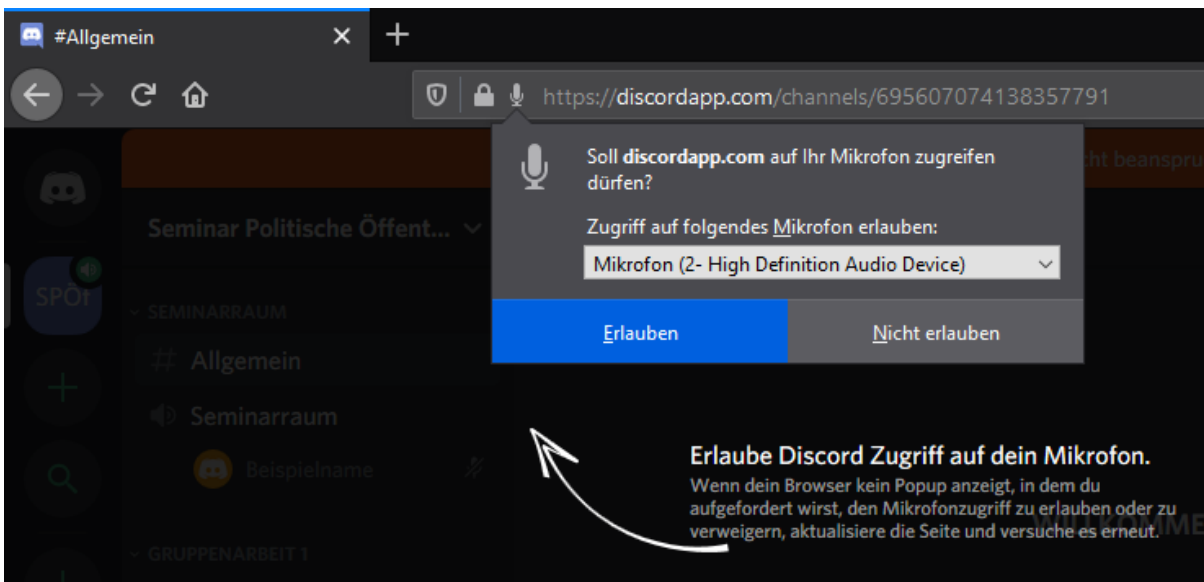 #Allgemein
https://discordapp.com/channels/695607074138357791
Soll discordapp.com auf Ihr Mikrofon zugreifen
dürfen?
Zugriff auf folgendes Mikrofon erlauben:
Mikrofon (2- High Definition Audio Device)
Erlauben
Nicht erlauben
cht beanspru
Seminar Politische Öffent...
SPÖf
SEMINARRAUM
Allgemein
Seminarraum
Beispielname
GRUPPENARBEIT 1
Erlaube Discord Zugriff auf dein Mikrofon.
Wenn dein Browser kein Popup anzeigt, in dem du
aufgefordert wirst, den Mikrofonzugriff zu erlauben oder zu
verweigern, aktualisiere die Seite und versuche es erneut.